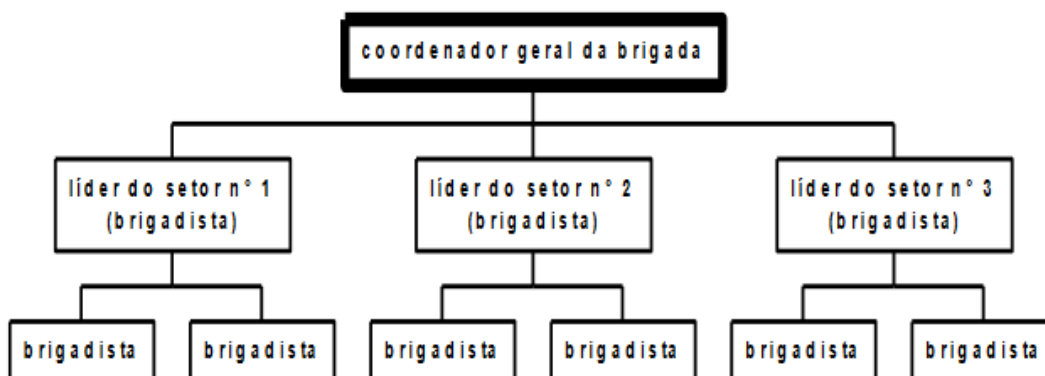 coordenador geral da brigada
líder do setor n° 1
(brigadista)
líder do setor n° 2
(brigadista)
líder do setor n° 3
(brigadista)
brigadista
brigadista
brigadista
brigadista
brigadista
brigadista